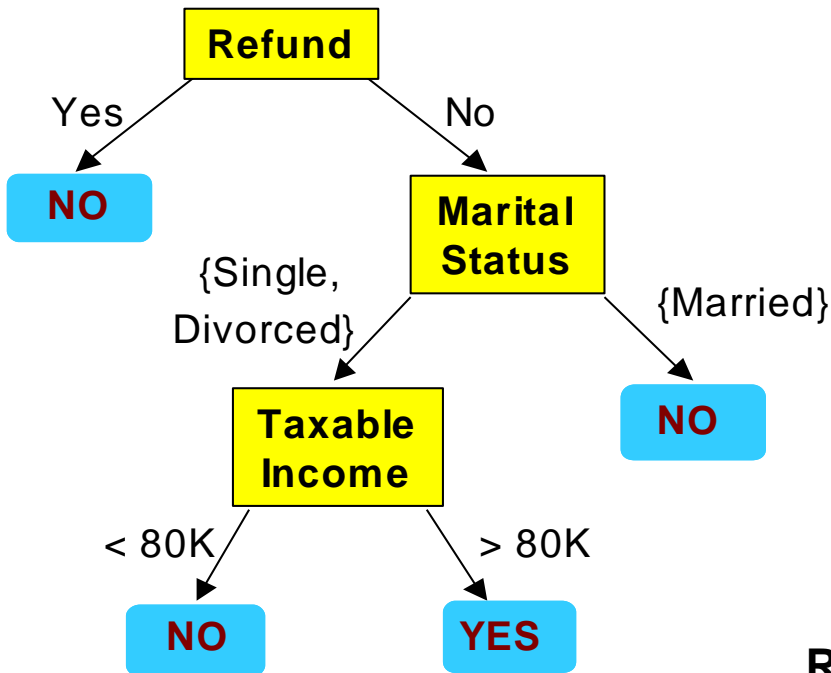 Refund
Yes
No
NO
Marital
Status
{Single,
Divorced}
{Married}
Taxable
Income
NO
< 80K
> 80K
NO
YES
R